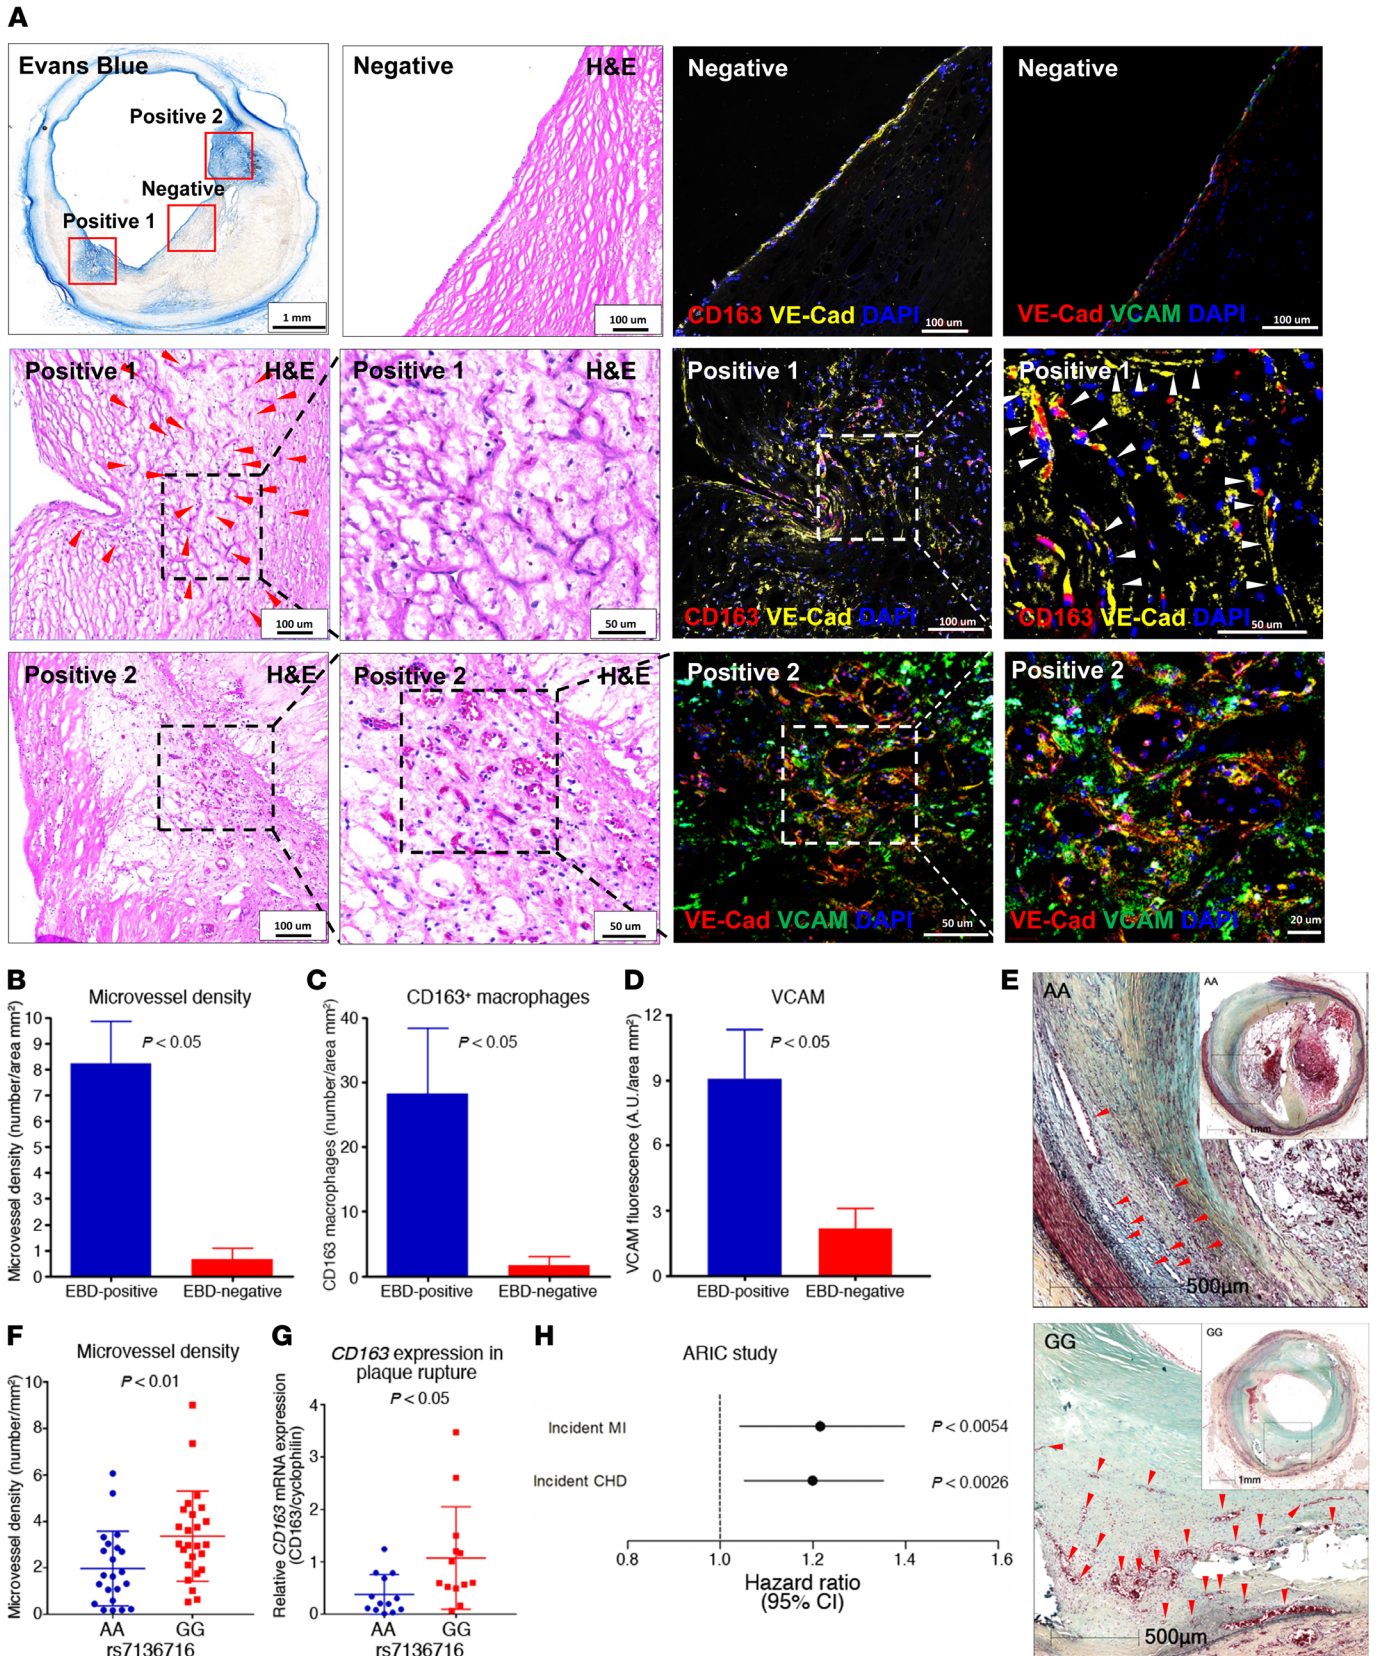 A
Evans Blue
Positive 2
Negative
Positive 1
1 mm
Negative
H&E
100 um
Negative
CD163 VE-Cad DAPI
100 um
Negative
VE-Cad VCAM DAPI
100 um
Positive 1
H&E
100 um
Positive 1
H&E
50 um
Positive 1
CD163 VE-Cad DAPI
100 um
Positive 1
CD163 VE-Cad DAPI
50 um
Positive 2
H&E
100 um
Positive 2
H&E
50 um
Positive 2
VE-Cad VCAM DAPI
50 um
Positive 2
VE-Cad VCAM DAPI
20 um
B
Microvessel density
Microvessel density (number/area mm²)
10
9
8
7
6
5
4
3
2
1
0
P < 0.05
EBD-positive
EBD-negative
C
CD163⁺ macrophages
CD163 macrophages (number/area mm²)
40
30
20
10
0
P < 0.05
EBD-positive
EBD-negative
D
VCAM
VCAM fluorescence (A.U./area mm²)
12
9
6
3
0
P < 0.05
EBD-positive
EBD-negative
E
AA
AA
1mm
500µm
GG
GG
1mm
500µm
F
Microvessel density
P < 0.01
Microvessel density (number/mm²)
10
8
6
4
2
0
AA
GG
rs7136716
G
CD163 expression in
plaque rupture
P < 0.05
Relative CD163 mRNA expression
(CD163/cyclophilin)
4
3
2
1
0
AA
GG
rs7136716
H
ARIC study
Incident MI
P < 0.0054
Incident CHD
P < 0.0026
0.8
1.0
1.2
1.4
1.6
Hazard ratio
(95% CI)